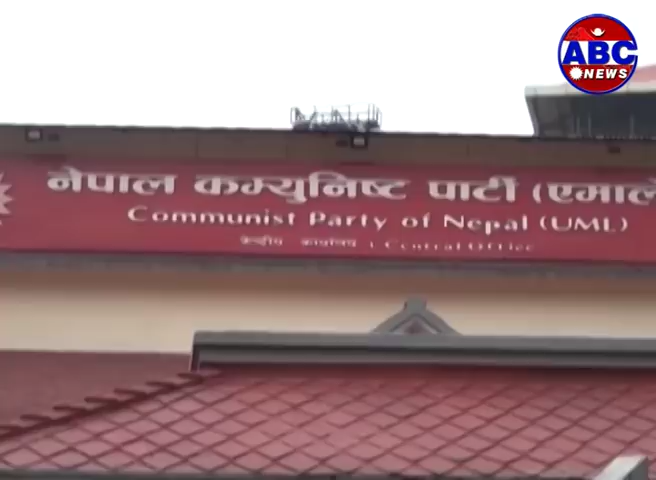 ABC
NEWS
नेपाल कम्युनिष्ट पार्टी (एमाले
Communist Party of Nepal (UML)
केन्द्रीय कार्यालय । Central Office